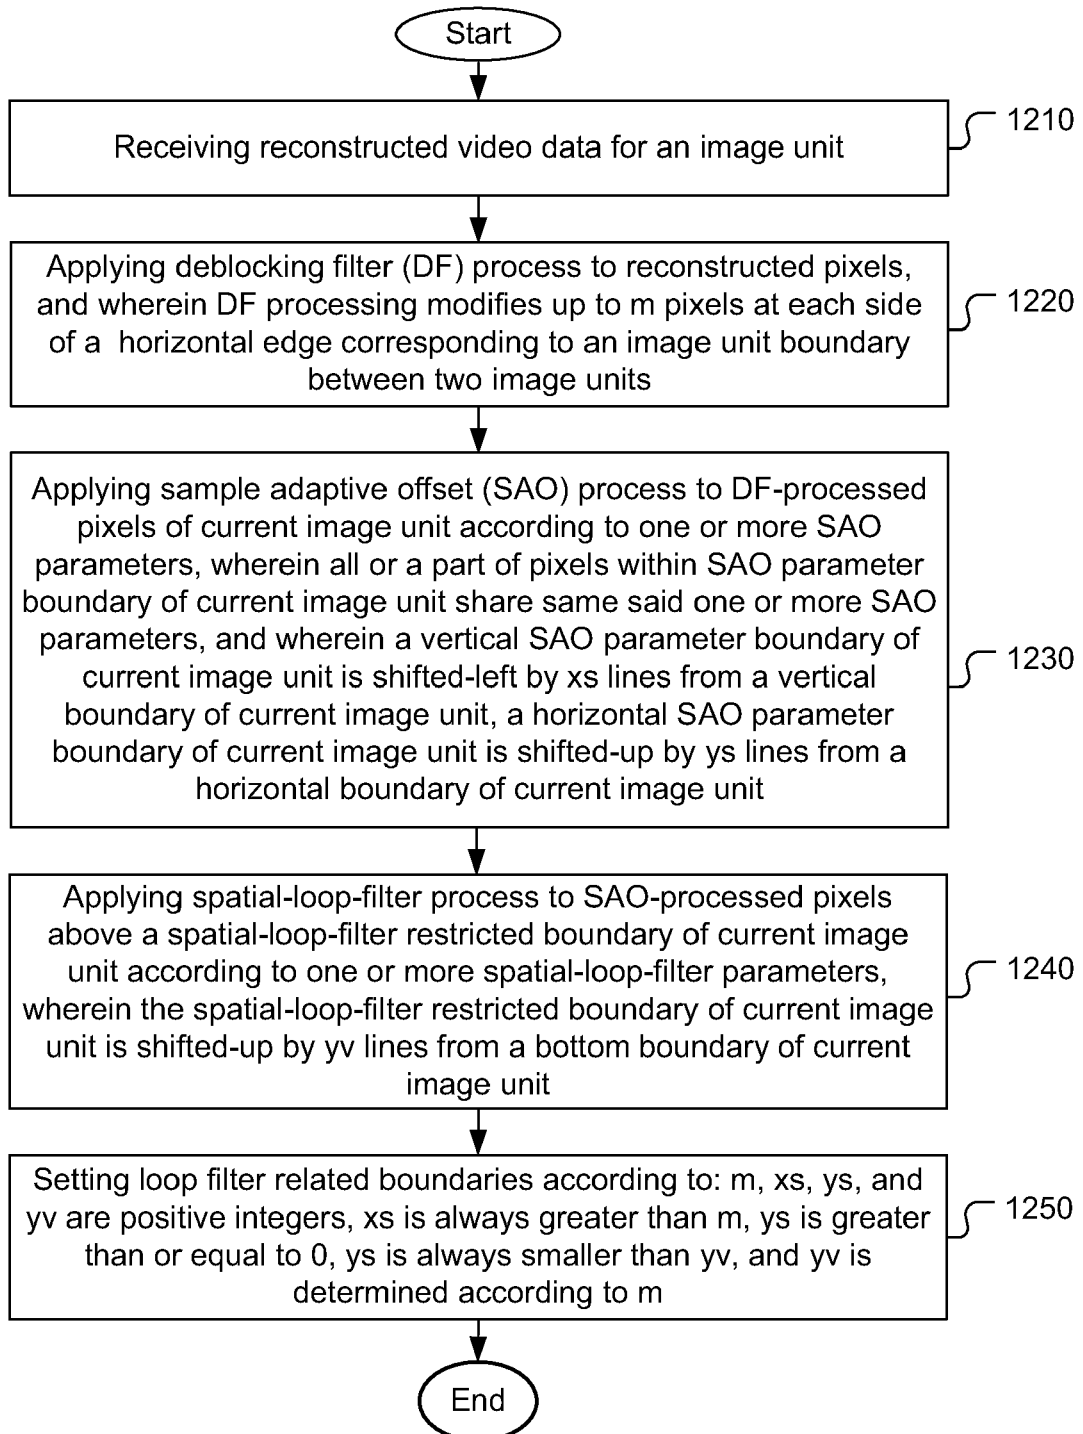 Start
Receiving reconstructed video data for an image unit
1210
Applying deblocking filter (DF) process to reconstructed pixels,
and wherein DF processing modifies up to m pixels at each side
of a horizontal edge corresponding to an image unit boundary
between two image units
1220
Applying sample adaptive offset (SAO) process to DF-processed
pixels of current image unit according to one or more SAO
parameters, wherein all or a part of pixels within SAO parameter
boundary of current image unit share same said one or more SAO
parameters, and wherein a vertical SAO parameter boundary of
current image unit is shifted-left by xs lines from a vertical
boundary of current image unit, a horizontal SAO parameter
boundary of current image unit is shifted-up by ys lines from a
horizontal boundary of current image unit
1230
Applying spatial-loop-filter process to SAO-processed pixels
above a spatial-loop-filter restricted boundary of current image
unit according to one or more spatial-loop-filter parameters,
wherein the spatial-loop-filter restricted boundary of current image
unit is shifted-up by yv lines from a bottom boundary of current
image unit
1240
Setting loop filter related boundaries according to: m, xs, ys, and
yv are positive integers, xs is always greater than m, ys is greater
than or equal to 0, ys is always smaller than yv, and yv is
determined according to m
1250
End